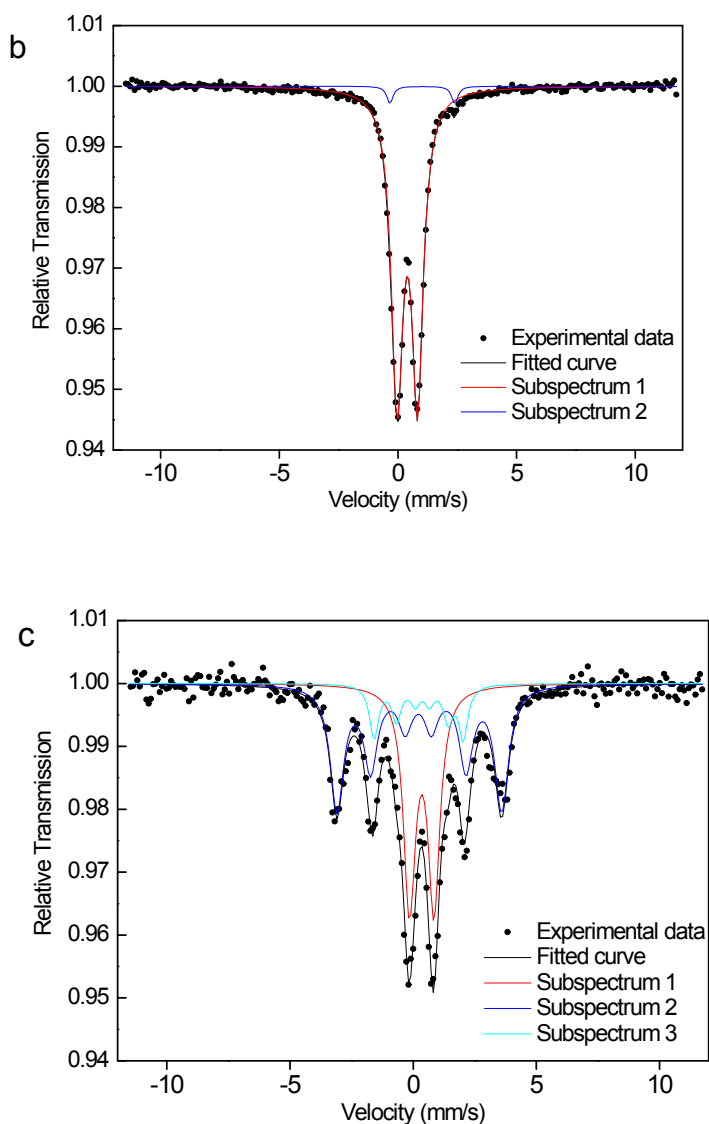 b
1.01
1.00
0.99
0.98
0.97
0.96
0.95
0.94
Relative Transmission
Experimental data
Fitted curve
Subspectrum 1
Subspectrum 2
-10 -5 0 5 10
Velocity (mm/s)
c
1.01
1.00
0.99
0.98
0.97
0.96
0.95
0.94
Relative Transmission
Experimental data
Fitted curve
Subspectrum 1
Subspectrum 2
Subspectrum 3
-10 -5 0 5 10
Velocity (mm/s)